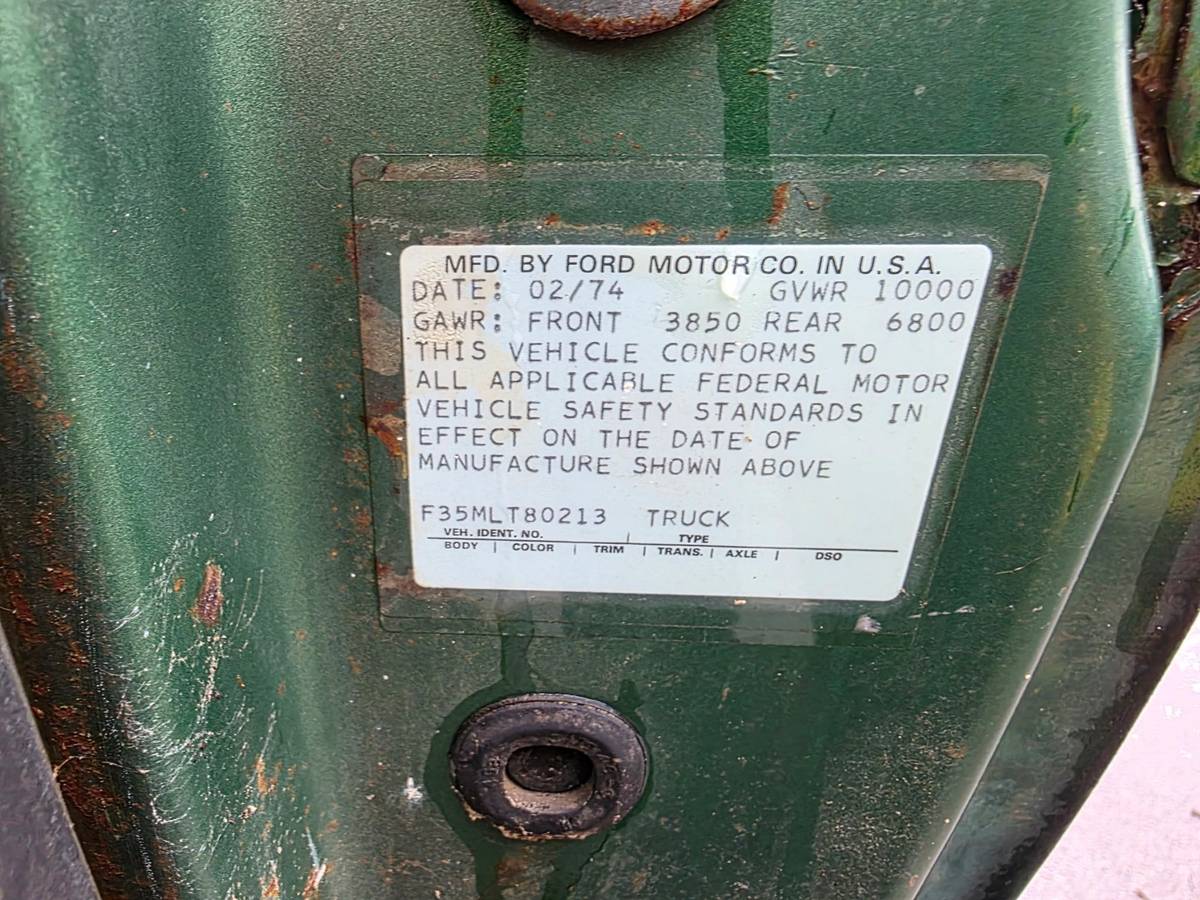 MFD. BY FORD MOTOR CO. IN U.S.A.
DATE: 02/74 GVWR 10000
GAWR: FRONT 3850 REAR 6800
THIS VEHICLE CONFORMS TO
ALL APPLICABLE FEDERAL MOTOR
VEHICLE SAFETY STANDARDS IN
EFFECT ON THE DATE OF
MANUFACTURE SHOWN ABOVE
F35MLT80213 TRUCK
VEH. IDENT. NO. | TYPE
BODY | COLOR | TRIM | TRANS. | AXLE | DSO